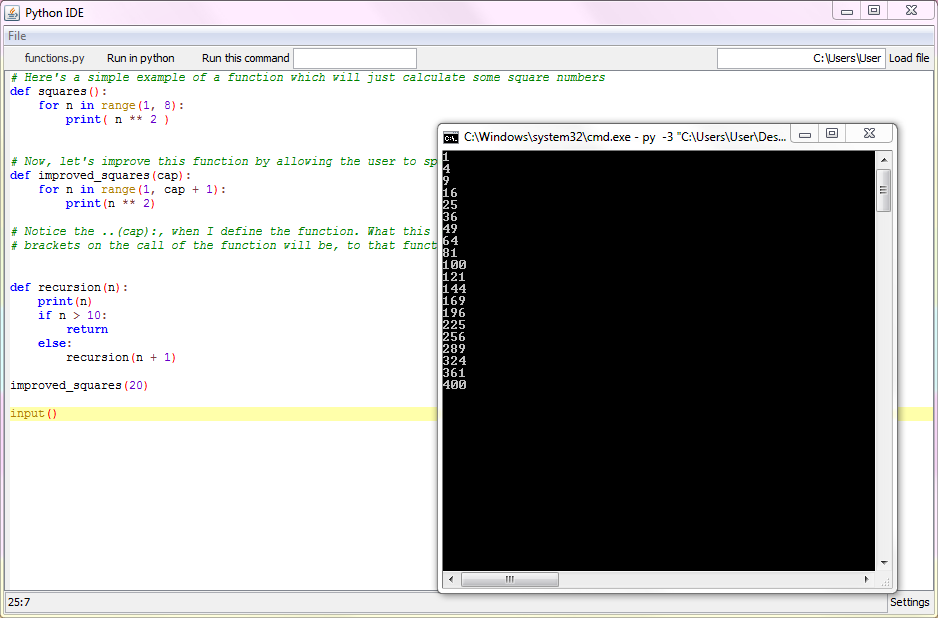 Python IDE
File
functions.py Run in python Run this command C:\Users\User Load file
# Here's a simple example of a function which will just calculate some square numbers
def squares():
    for n in range(1, 8):
        print( n ** 2 )
# Now, let's improve this function by allowing the user to sp
def improved_squares(cap):
    for n in range(1, cap + 1):
        print(n ** 2)
# Notice the ..(cap):, when I define the function. What this
# brackets on the call of the function will be, to that funct
def recursion(n):
    print(n)
    if n > 10:
        return
    else:
        recursion(n + 1)
improved_squares(20)
input()
25:7 Settings
C:\Windows\system32\cmd.exe - py -3 "C:\Users\User\Des...
1
4
9
16
25
36
49
64
81
100
121
144
169
196
225
256
289
324
361
400